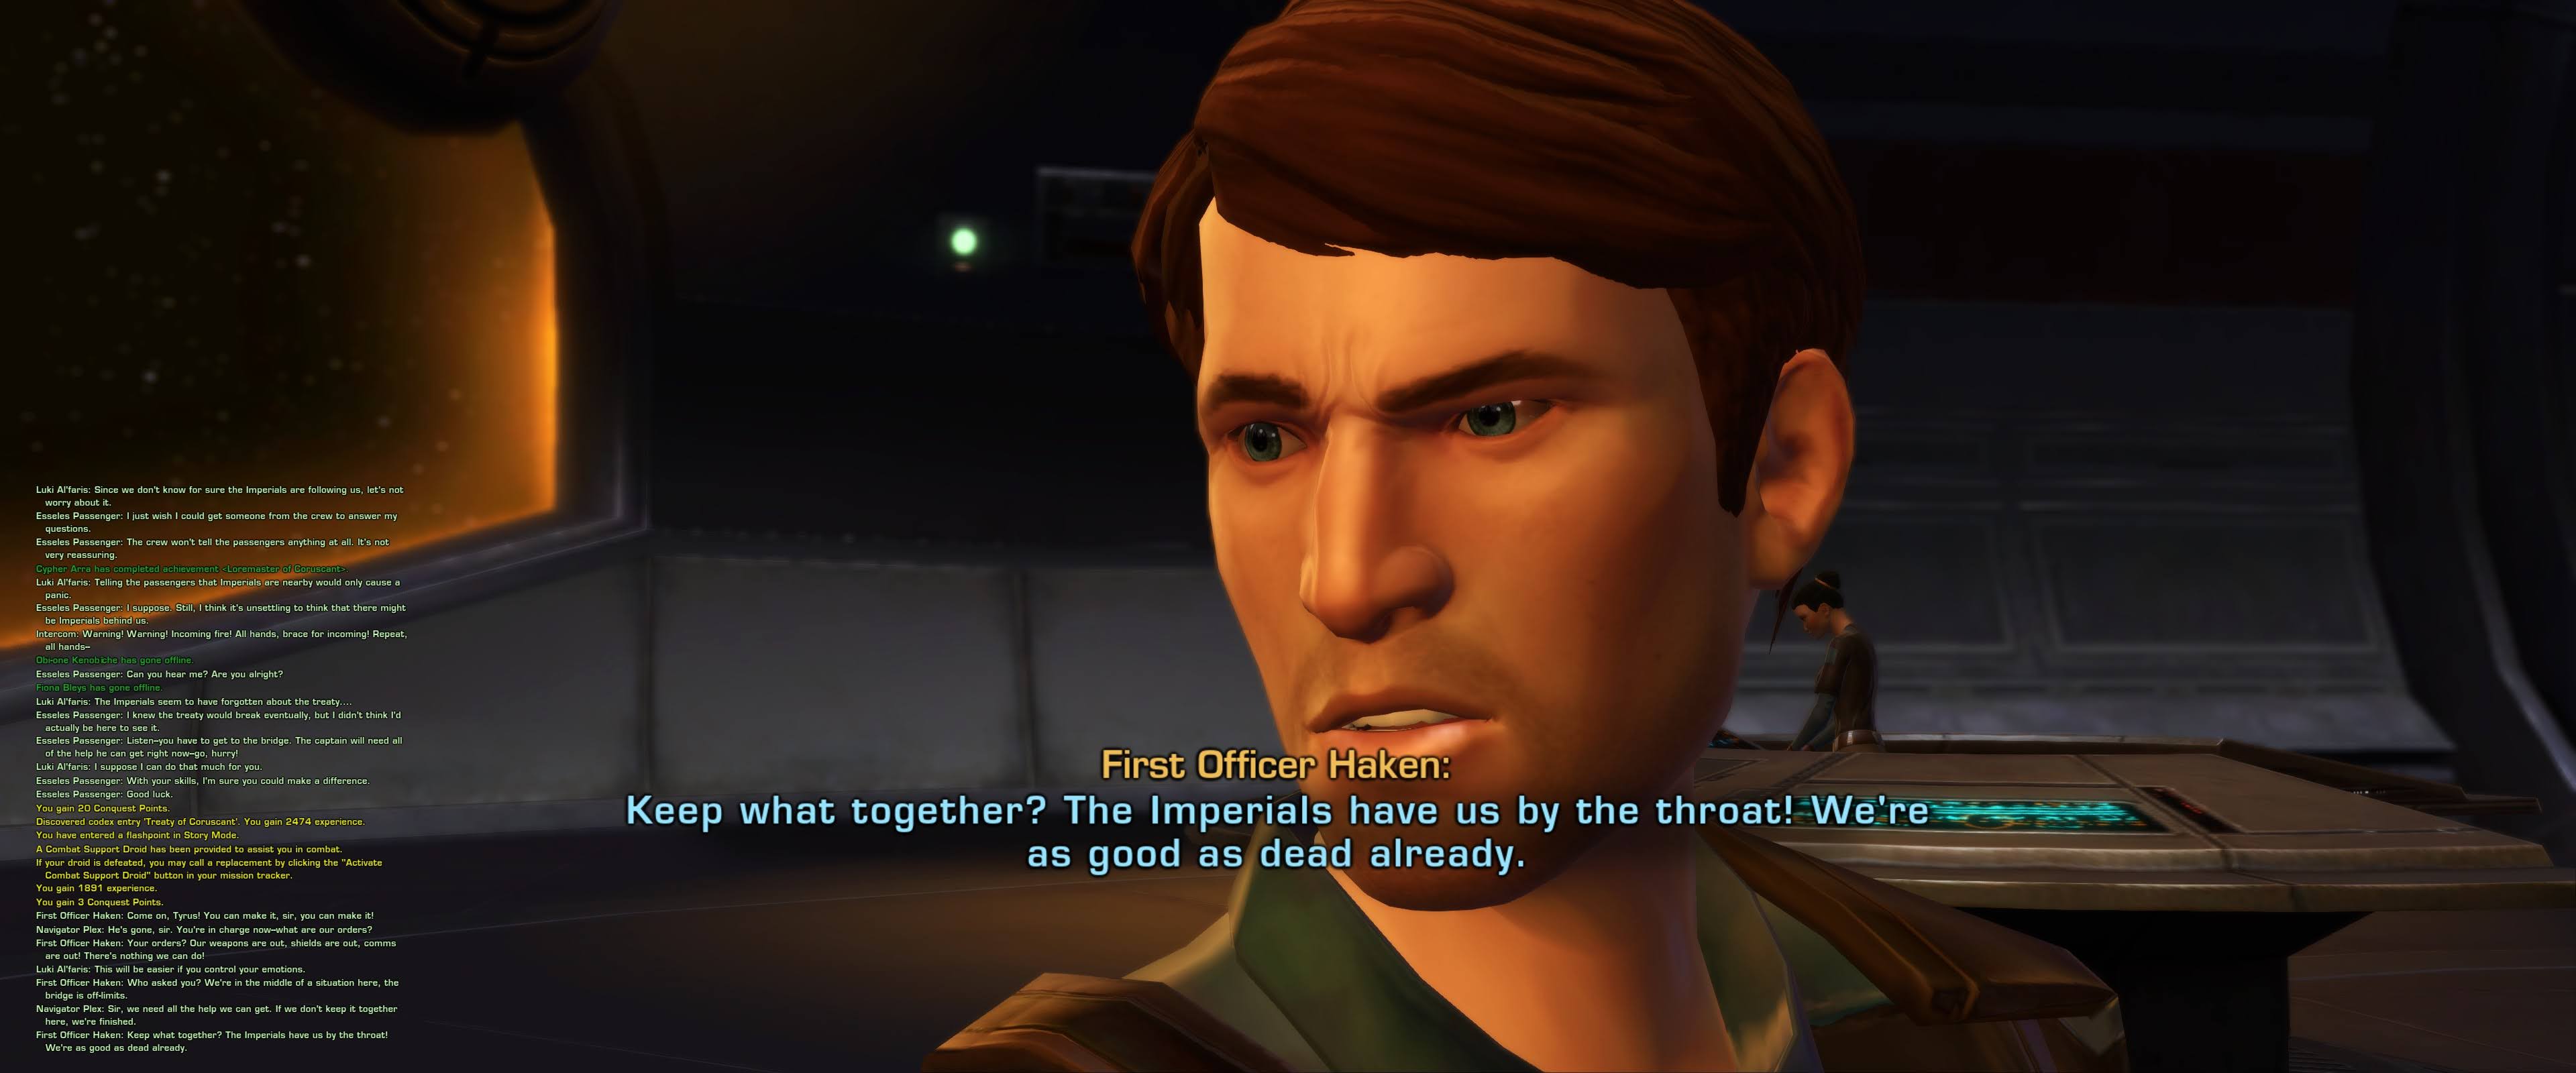 Luki Al'faris: Since we don't know for sure the Imperials are following us, let's not
worry about it.
Esseles Passenger: I just wish I could get someone from the crew to answer my
questions.
Esseles Passenger: The crew won't tell the passengers anything at all. It's not
very reassuring.
Cypher Arra has completed achievement <Loremaster of Coruscant>.
Luki Al'faris: Telling the passengers that Imperials are nearby would only cause a
panic.
Esseles Passenger: I suppose. Still, I think it's unsettling to think that there might
be Imperials behind us.
Intercom: Warning! Warning! Incoming fire! All hands, brace for incoming! Repeat,
all hands–
Obi-one Kenobiche has gone offline.
Esseles Passenger: Can you hear me? Are you alright?
Fiona Bleys has gone offline.
Luki Al'faris: The Imperials seem to have forgotten about the treaty....
Esseles Passenger: I knew the treaty would break eventually, but I didn't think I'd
actually be here to see it.
Esseles Passenger: Listen–you have to get to the bridge. The captain will need all
of the help he can get right now–go, hurry!
Luki Al'faris: I suppose I can do that much for you.
Esseles Passenger: With your skills, I'm sure you could make a difference.
Esseles Passenger: Good luck.
You gain 20 Conquest Points.
Discovered codex entry 'Treaty of Coruscant'. You gain 2474 experience.
You have entered a flashpoint in Story Mode.
A Combat Support Droid has been provided to assist you in combat.
If your droid is defeated, you may call a replacement by clicking the "Activate
Combat Support Droid" button in your mission tracker.
You gain 1891 experience.
You gain 3 Conquest Points.
First Officer Haken: Come on, Tyrus! You can make it, sir, you can make it!
Navigator Plex: He's gone, sir. You're in charge now–what are our orders?
First Officer Haken: Your orders? Our weapons are out, shields are out, comms
are out! There's nothing we can do!
Luki Al'faris: This will be easier if you control your emotions.
First Officer Haken: Who asked you? We're in the middle of a situation here, the
bridge is off-limits.
Navigator Plex: Sir, we need all the help we can get. If we don't keep it together
here, we're finished.
First Officer Haken: Keep what together? The Imperials have us by the throat!
We're as good as dead already.
First Officer Haken:
Keep what together? The Imperials have us by the throat! We're
as good as dead already.